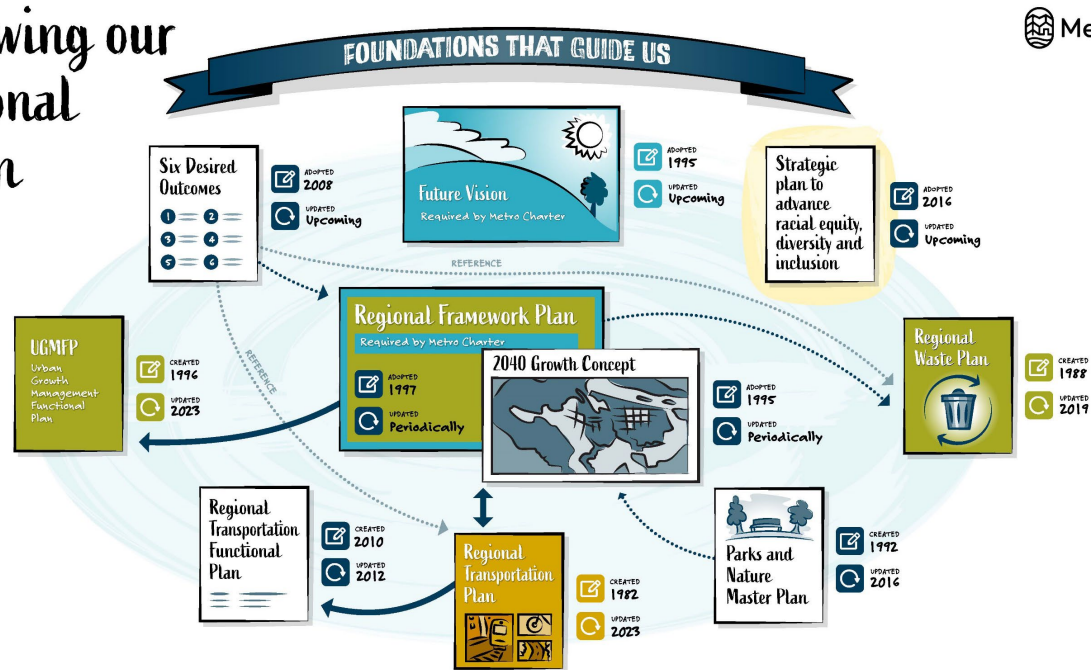 wing our
onal
n
FOUNDATIONS THAT GUIDE US
Me
Six Desired
Outcomes
1 2
3 4
5 6
ADOPTED
2008
UPDATED
Upcoming
Future Vision
Required by Metro Charter
ADOPTED
1995
UPDATED
Upcoming
Strategic
plan to
advance
racial equity,
diversity and
inclusion
ADOPTED
2016
UPDATED
Upcoming
REFERENCE
REFERENCE
UGMFP
Urban
Growth
Management
Functional
Plan
CREATED
1996
UPDATED
2023
Regional Framework Plan
Required by Metro Charter
ADOPTED
1997
UPDATED
Periodically
2040 Growth Concept
ADOPTED
1995
UPDATED
Periodically
Regional
Waste Plan
CREATED
1988
UPDATED
2019
Regional
Transportation
Functional
Plan
CREATED
2010
UPDATED
2012
Regional
Transportation
Plan
CREATED
1982
UPDATED
2023
Parks and
Nature
Master Plan
CREATED
1992
UPDATED
2016